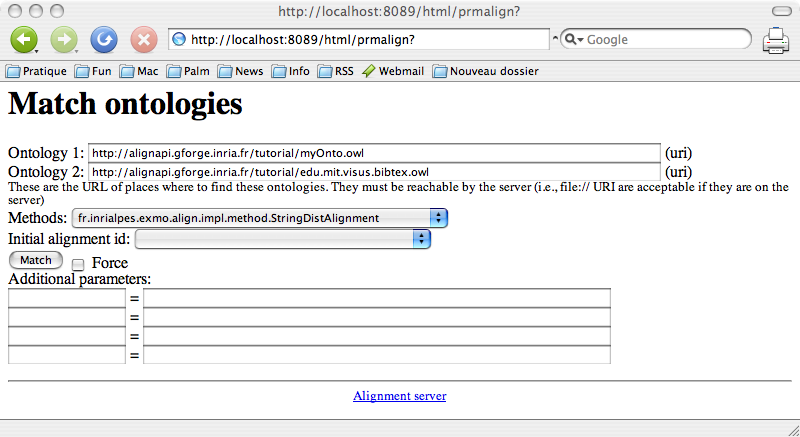 http://localhost:8089/html/prmalign?
http://localhost:8089/html/prmalign? Google
Pratique Fun Mac Palm News Info RSS Webmail Nouveau dossier
Match ontologies
Ontology 1: http://alignapi.gforge.inria.fr/tutorial/myOnto.owl (uri)
Ontology 2: http://alignapi.gforge.inria.fr/tutorial/edu.mit.visus.bibtex.owl (uri)
These are the URL of places where to find these ontologies. They must be reachable by the server (i.e., file:// URI are acceptable if they are on the
server)
Methods: fr.inrialpes.exmo.align.impl.method.StringDistAlignment
Initial alignment id:
Match Force
Additional parameters:
=
=
=
=
Alignment server